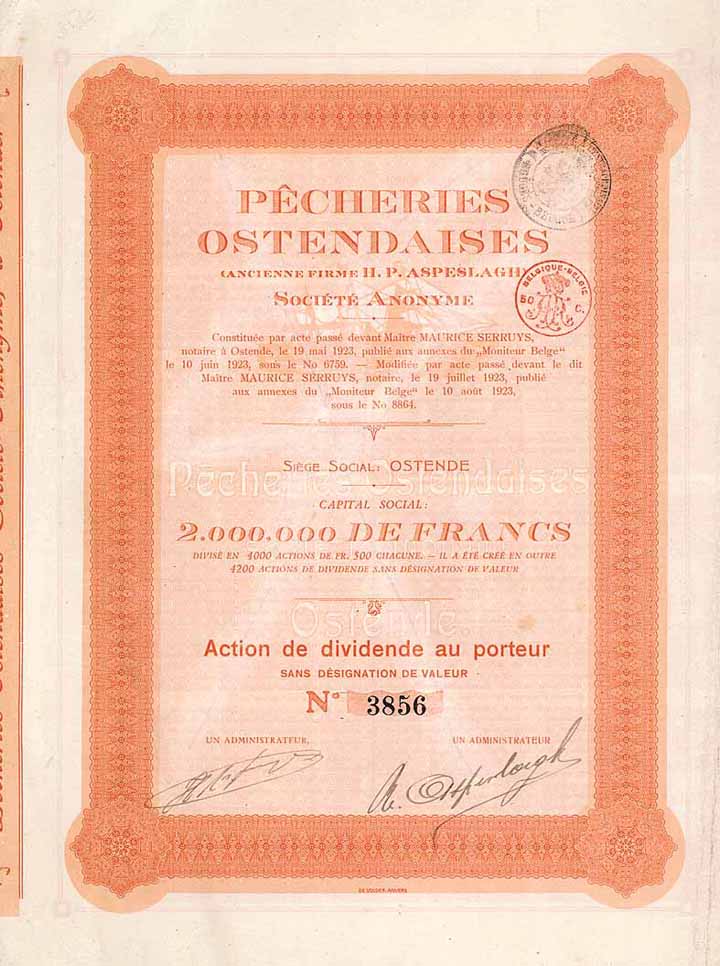 PÊCHERIES
OSTENDAISES
(ANCIENNE FIRME H. P. ASPESLAGH)
SOCIÉTÉ ANONYME
BELGIQUE-BELGIE
50 C.
Constituée par acte passé devant Maître MAURICE SERRUYS,
notaire à Ostende, le 19 mai 1923, publié aux annexes du „Moniteur Belge"
le 10 juin 1923, sous le No 6759. — Modifiée par acte passé devant le dit
Maître MAURICE SERRUYS, notaire, le 19 juillet 1923, publié
aux annexes du „Moniteur Belge" le 10 août 1923,
sous le No 8864.
SIÈGE SOCIAL: OSTENDE
Pêcheries Ostendaises
CAPITAL SOCIAL:
2.000.000 DE FRANCS
DIVISÉ EN 4000 ACTIONS DE FR. 500 CHACUNE. — IL A ÉTÉ CRÉÉ EN OUTRE
4200 ACTIONS DE DIVIDENDE SANS DÉSIGNATION DE VALEUR
Ostende.
Action de dividende au porteur
SANS DÉSIGNATION DE VALEUR
No 3856
UN ADMINISTRATEUR, UN ADMINISTRATEUR
Aspeslagh
DE VOLDER-ANVERS